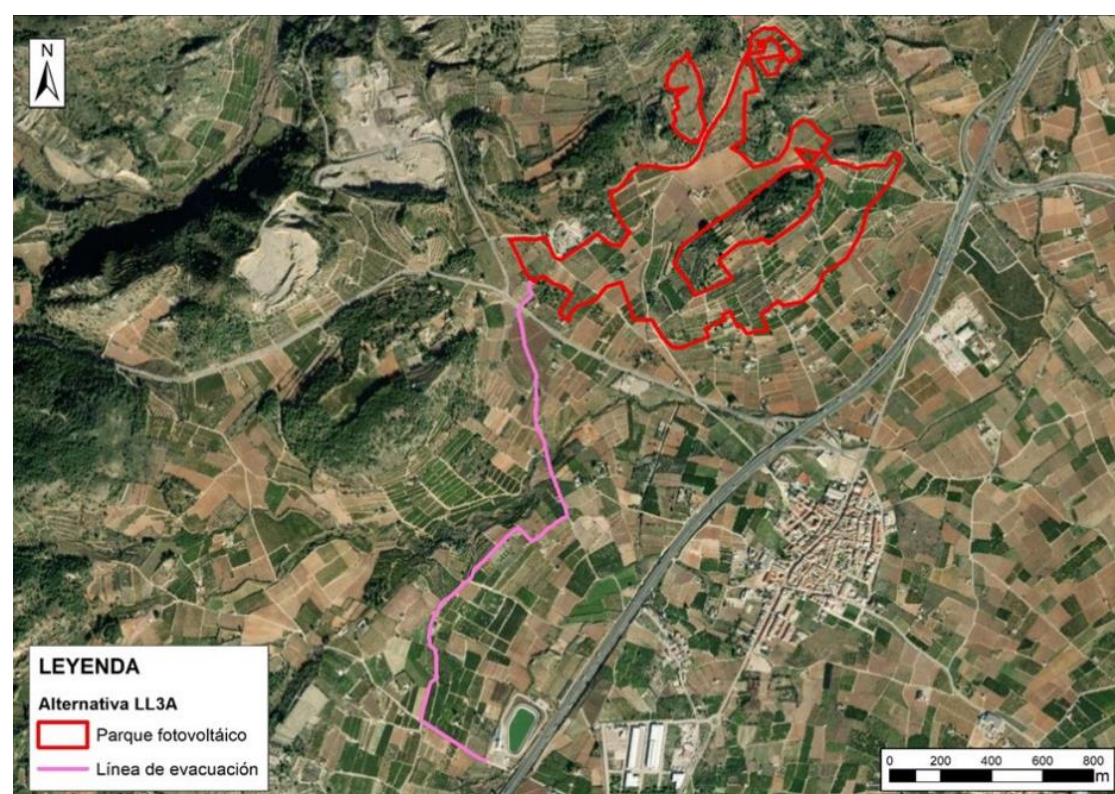 N
LEYENDA
Alternativa LL3A
Parque fotovoltáico
Línea de evacuación
0 200 400 600 800
m